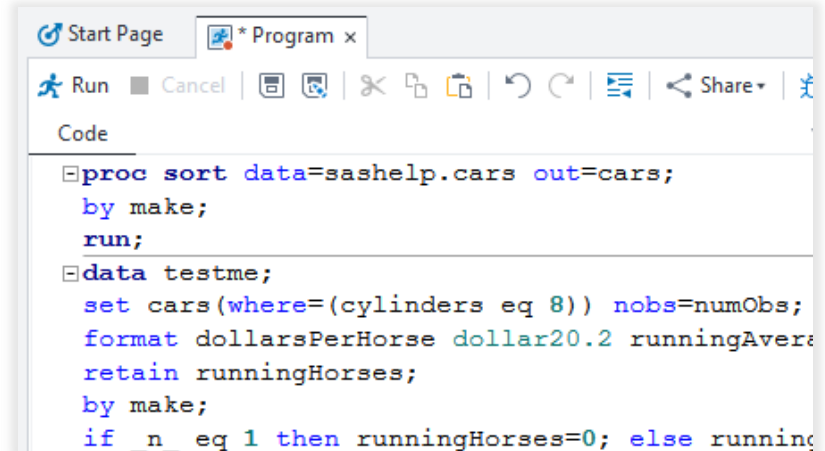 Start Page * Program ×
Run Cancel Share
Code
proc sort data=sashelp.cars out=cars;
by make;
run;
data testme;
set cars(where=(cylinders eq 8)) nobs=numObs;
format dollarsPerHorse dollar20.2 runningAvera
retain runningHorses;
by make;
if _n_ eq 1 then runningHorses=0; else running